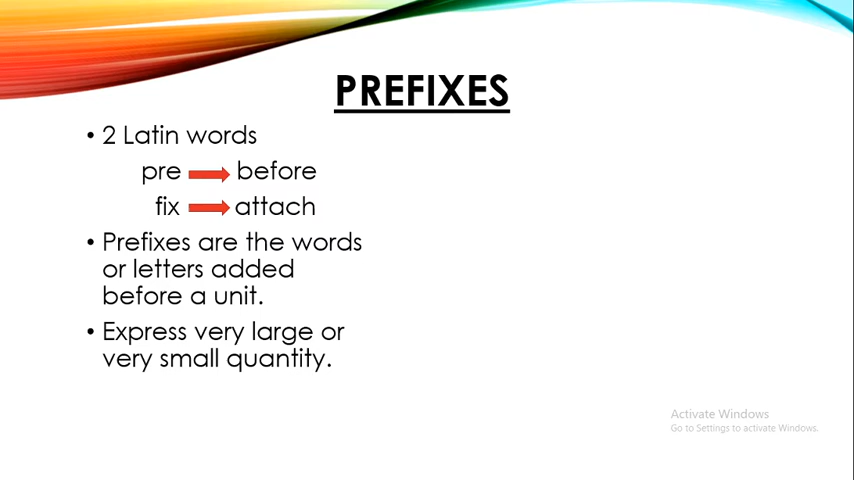 PREFIXES
• 2 Latin words
pre → before
fix → attach
• Prefixes are the words
or letters added
before a unit.
• Express very large or
very small quantity.
Activate Windows
Go to Settings to activate Windows.